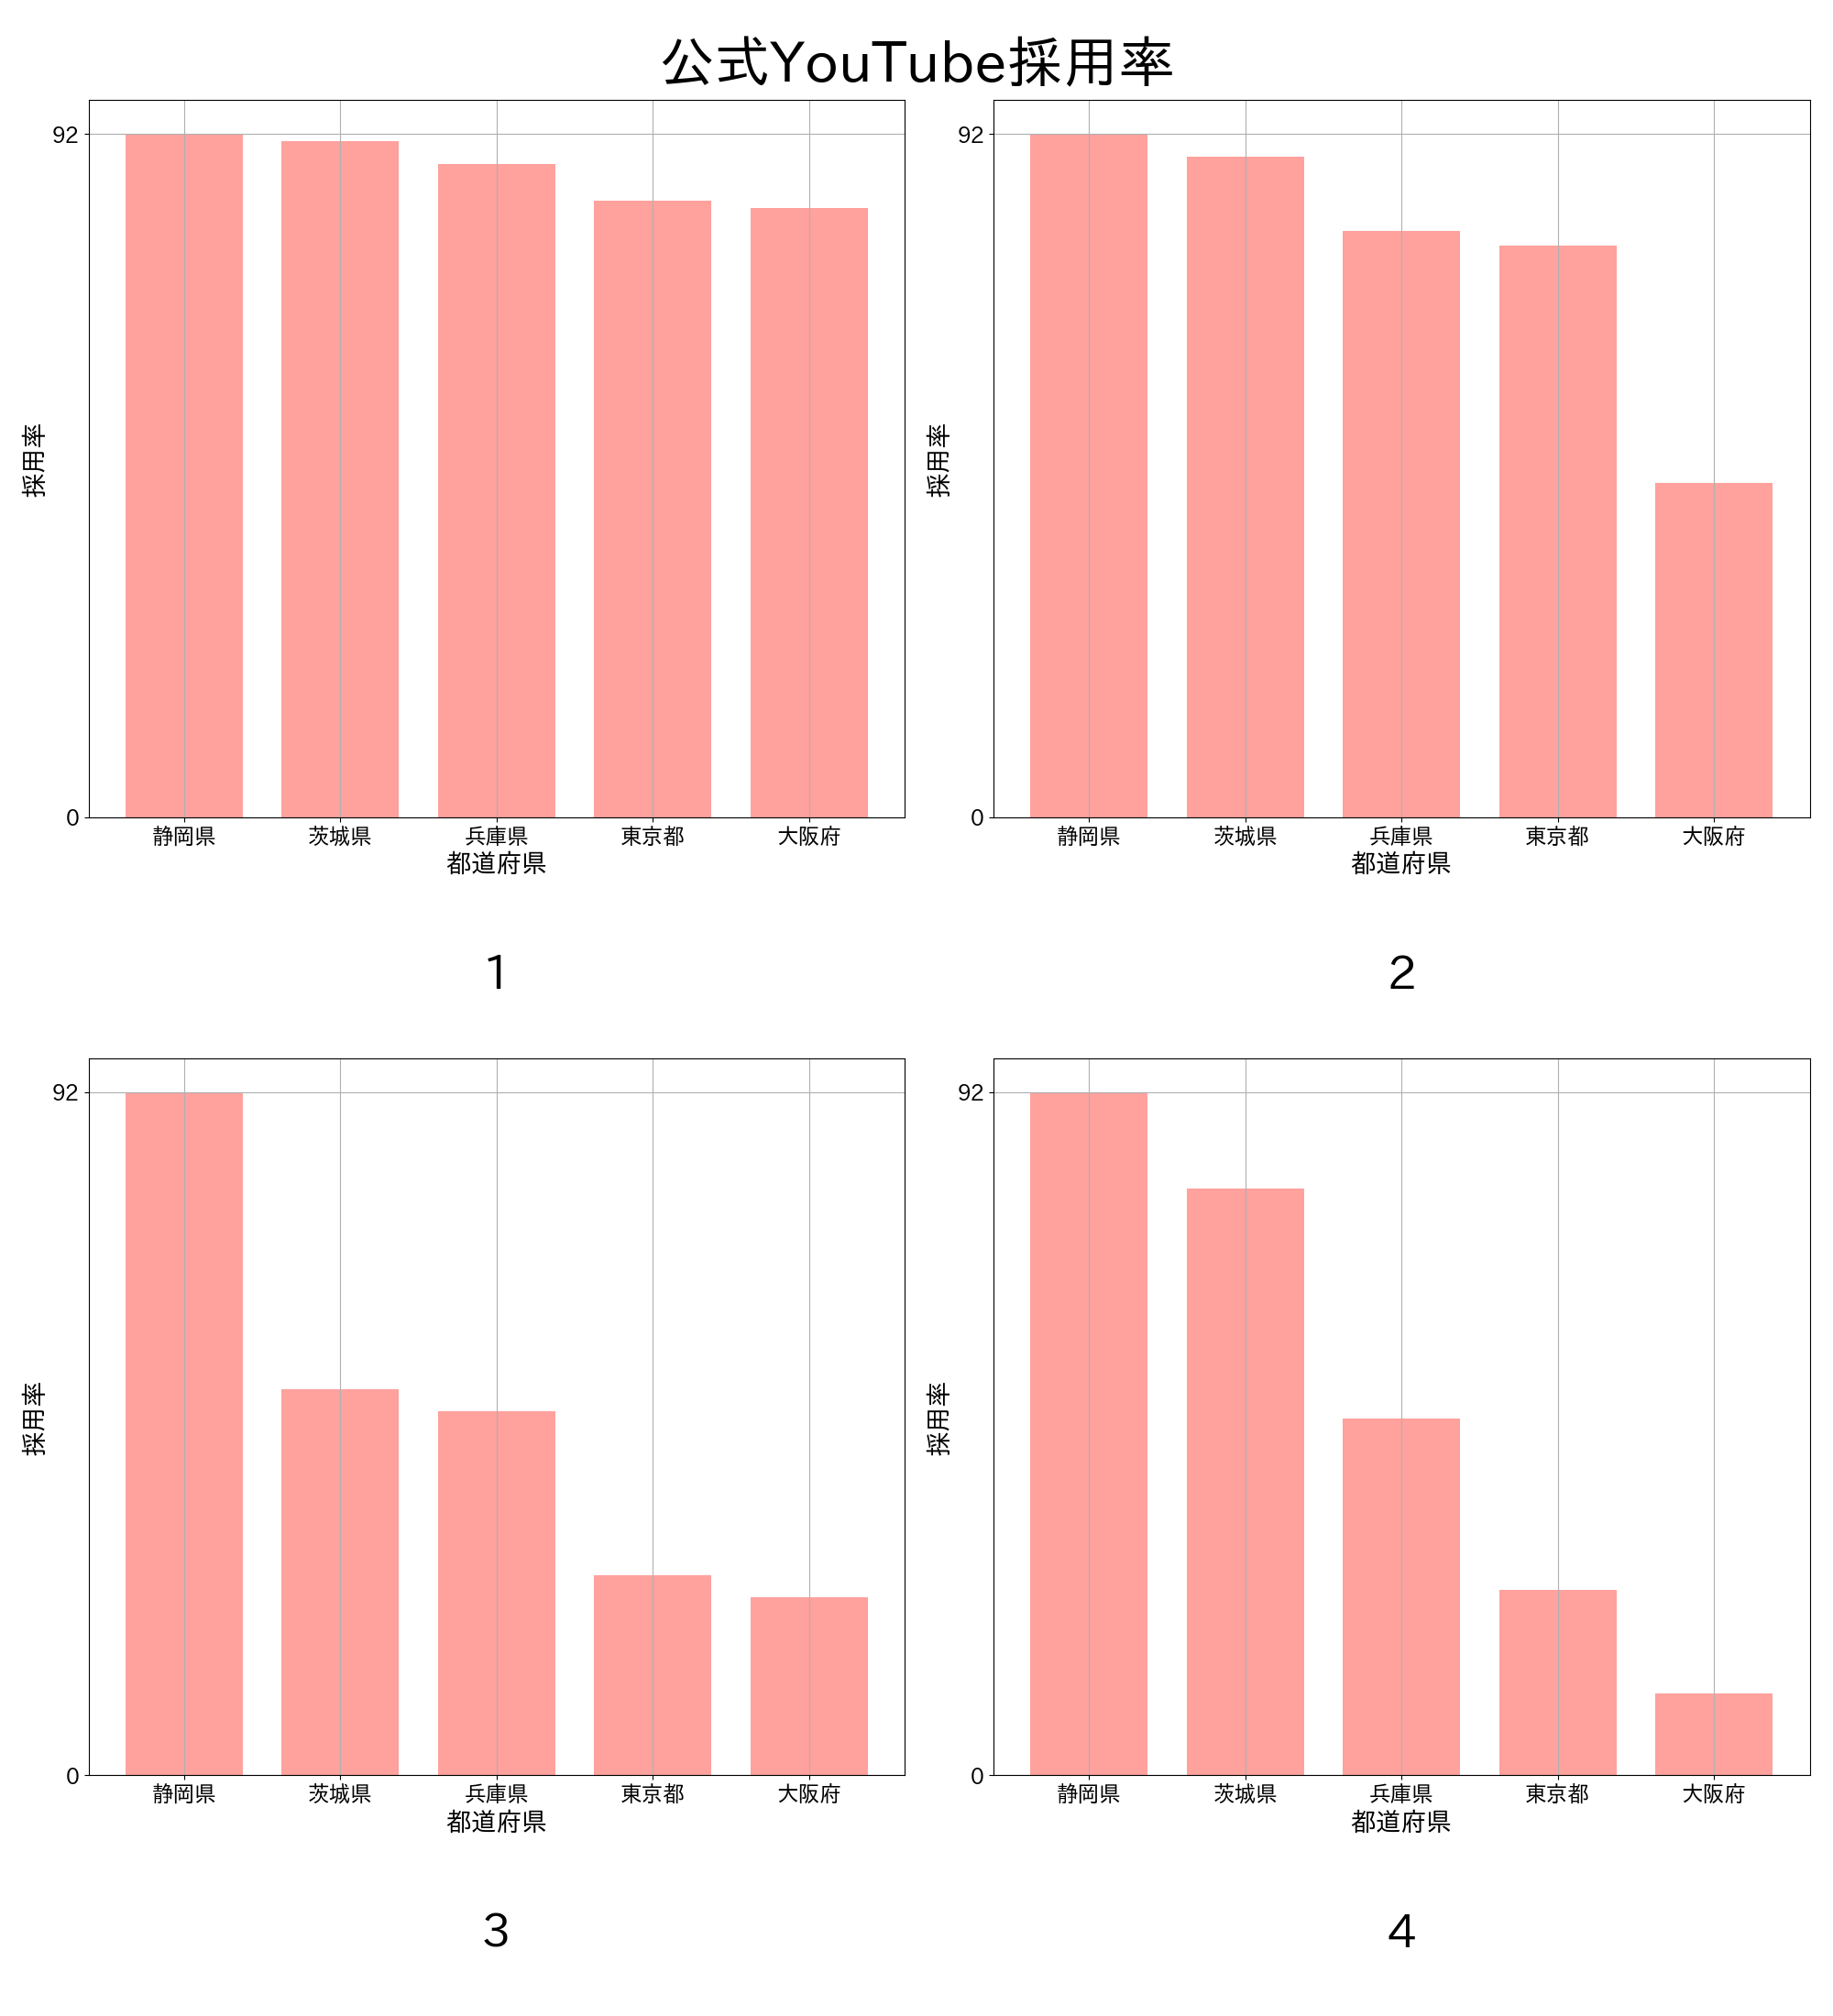 公式YouTube採用率
92
0
採用率
静岡県 茨城県 兵庫県 東京都 大阪府
都道府県
1
92
0
採用率
静岡県 茨城県 兵庫県 東京都 大阪府
都道府県
2
92
0
採用率
静岡県 茨城県 兵庫県 東京都 大阪府
都道府県
3
92
0
採用率
静岡県 茨城県 兵庫県 東京都 大阪府
都道府県
4